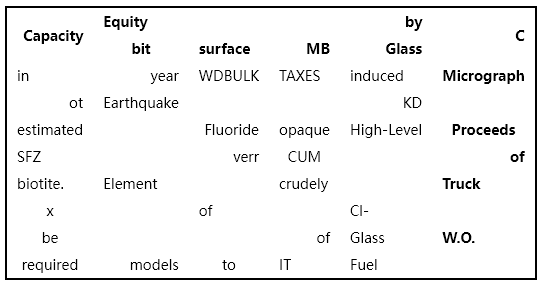 Capacity Equity bit surface MB by Glass C
in year WDBULK TAXES induced Micrograph
ot Earthquake KD
estimated Fluoride opaque High-Level Proceeds
SFZ verr CUM of
biotite. Element crudely Truck
x of Cl-
be of Glass W.O.
required models to IT Fuel